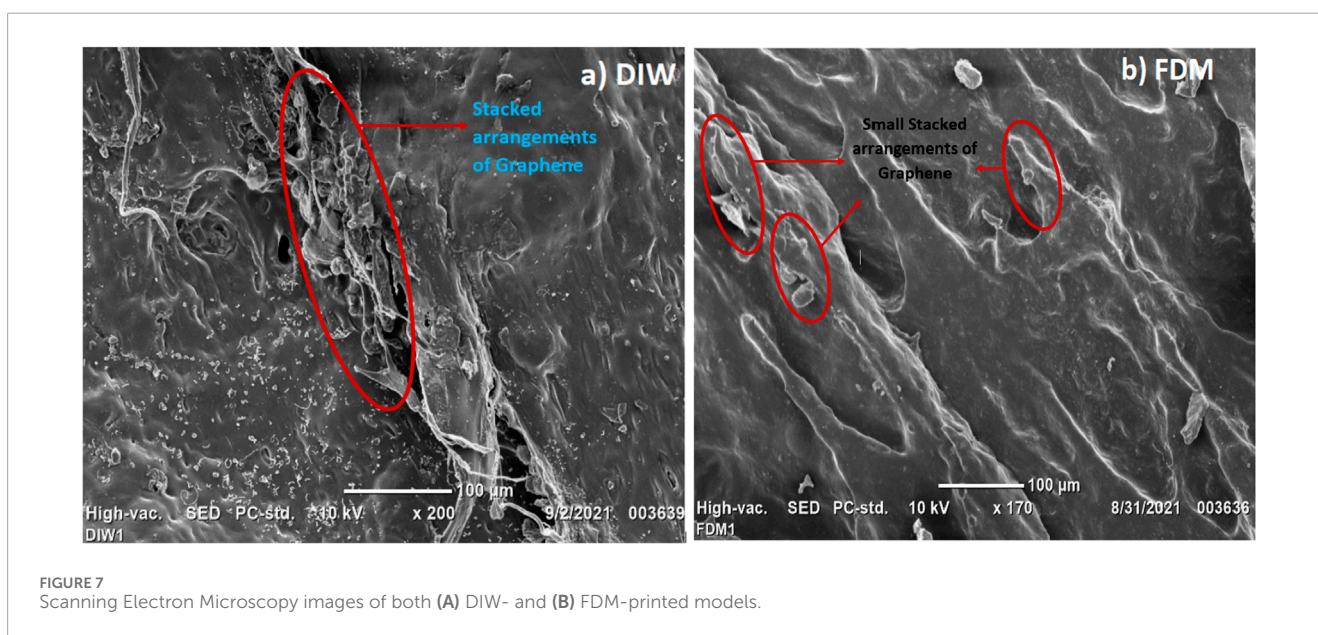 a) DIW
Stacked
arrangements
of Graphene
100 µm
High-vac. SED PC-std. 10 kV x 200 9/2/2021 003639
DIW1
b) FDM
Small Stacked
arrangements of
Graphene
100 µm
High-vac. SED PC-std. 10 kV x 170 8/31/2021 003636
FDM1
FIGURE 7
Scanning Electron Microscopy images of both (A) DIW- and (B) FDM-printed models.